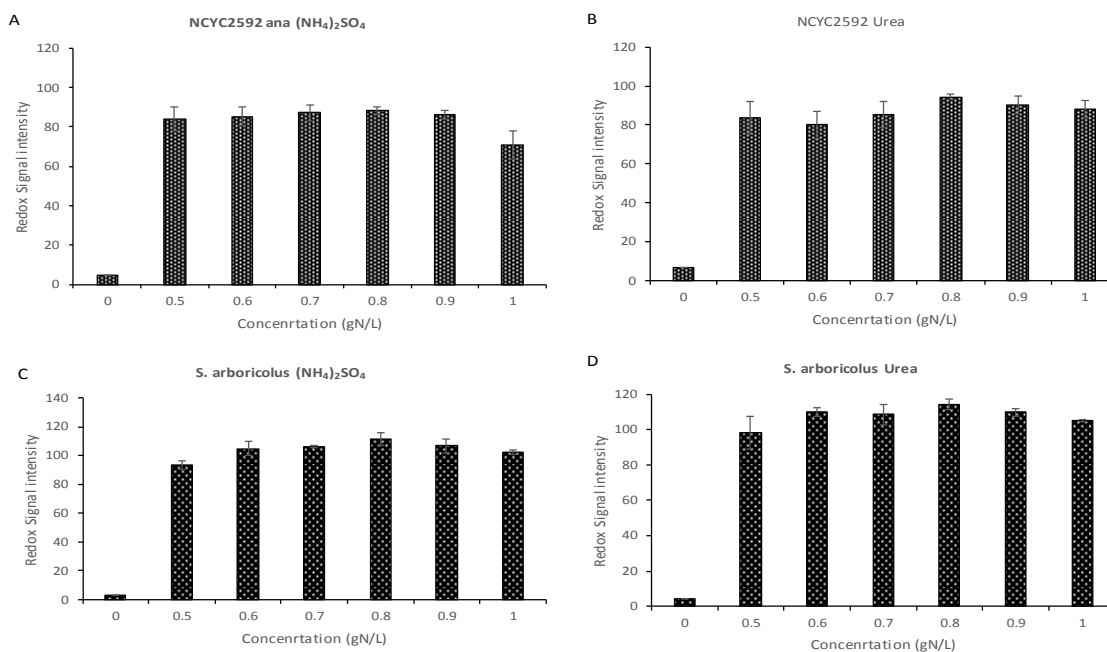 A
NCYC2592 ana (NH₄)₂SO₄
Redox Signal intensity
120
100
80
60
40
20
0
0 0.5 0.6 0.7 0.8 0.9 1
Concenrtation (gN/L)
B
NCYC2592 Urea
Redox Signal intensity
120
100
80
60
40
20
0
0 0.5 0.6 0.7 0.8 0.9 1
Concenrtation (gN/L)
C
S. arboricolus (NH₄)₂SO₄
Redox Signal intensity
140
120
100
80
60
40
20
0
0 0.5 0.6 0.7 0.8 0.9 1
Concenrtation (gN/L)
D
S. arboricolus Urea
Redox Signal intensity
120
100
80
60
40
20
0
0 0.5 0.6 0.7 0.8 0.9 1
Concenrtation (gN/L)